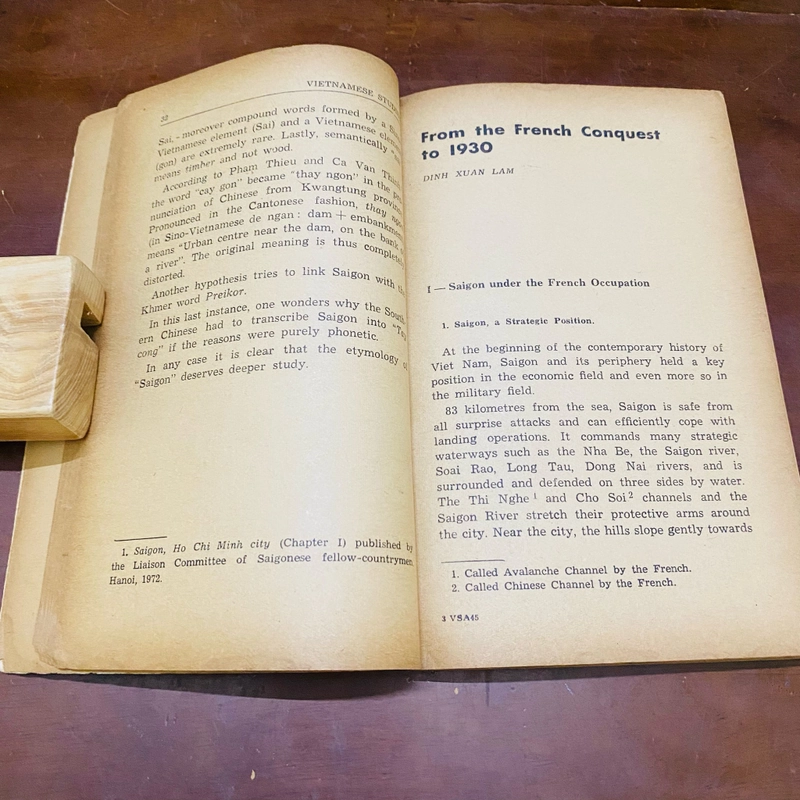 32
VIETNAMESE
Sai, - moreover compound words formed by a
Vietnamese element (Sai) and a Vietnamese
(gon) are extremely rare. Lastly, semantically
means timber and not wood.
According to Pham Thieu and Ca Van
the word "cay gon" became "thay ngon" in the
nunciation of Chinese from Kwangtung
Pronounced in the Cantonese fashion, thay
(in Sino-Vietnamese de ngan : dam + embankment
means "Urban centre near the dam, on the bank
a river". The original meaning is thus
distorted.
Another hypothesis tries to link Saigon with
Khmer word Preikor.
In this last instance, one wonders why the
ern Chinese had to transcribe Saigon into
cong" if the reasons were purely phonetic.
In any case it is clear that the etymology
"Saigon" deserves deeper study.
1. Saigon, Ho Chi Minh city (Chapter I) published by
the Liaison Committee of Saigonese fellow-countrymen
Hanoi, 1972.
From the French Conquest
to 1930
DINH XUAN LAM
I — Saigon under the French Occupation
1. Saigon, a Strategic Position.
At the beginning of the contemporary history of
Viet Nam, Saigon and its periphery held a key
position in the economic field and even more so in
the military field.
83 kilometres from the sea, Saigon is safe from
all surprise attacks and can efficiently cope with
landing operations. It commands many strategic
waterways such as the Nha Be, the Saigon river,
Soai Rao, Long Tau, Dong Nai rivers, and is
surrounded and defended on three sides by water.
The Thi Nghe 1 and Cho Soi 2 channels and the
Saigon River stretch their protective arms around
the city. Near the city, the hills slope gently towards
1. Called Avalanche Channel by the French.
2. Called Chinese Channel by the French.
3 VSA45